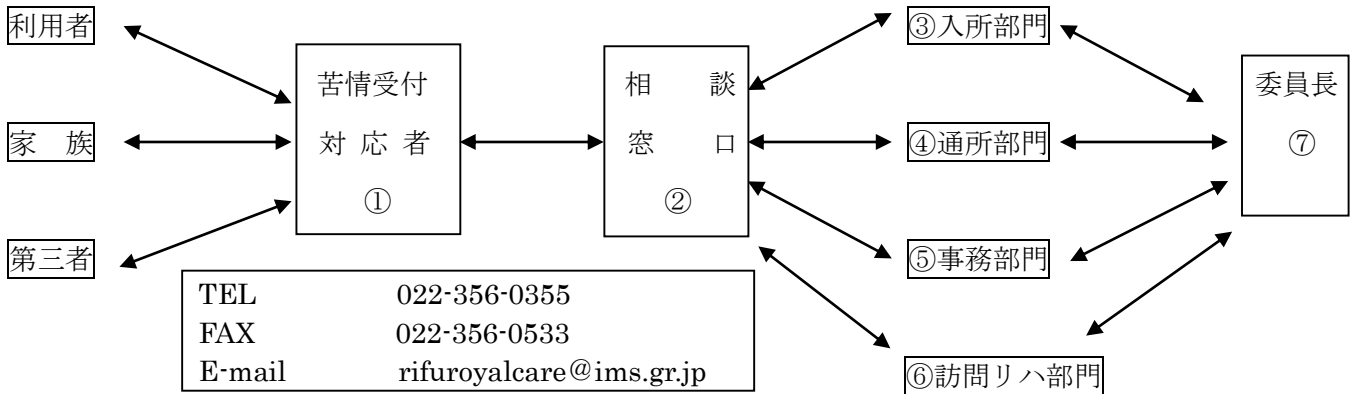 利用者
家 族
第三者
苦情受付
対 応 者
①
相 談
窓 口
②
③入所部門
④通所部門
⑤事務部門
⑥訪問リハ部門
委員長
⑦
TEL 022-356-0355
FAX 022-356-0533
E-mail rifuroyalcare@ims.gr.jp